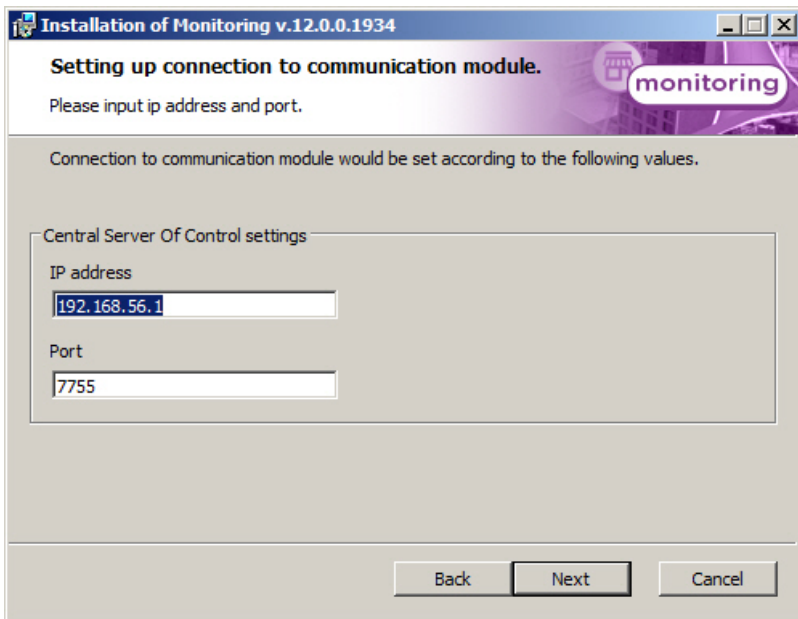 Installation of Monitoring v.12.0.0.1934
Setting up connection to communication module.
Please input ip address and port.
monitoring
Connection to communication module would be set according to the following values.
Central Server Of Control settings
IP address
192.168.56.1
Port
7755
Back Next Cancel